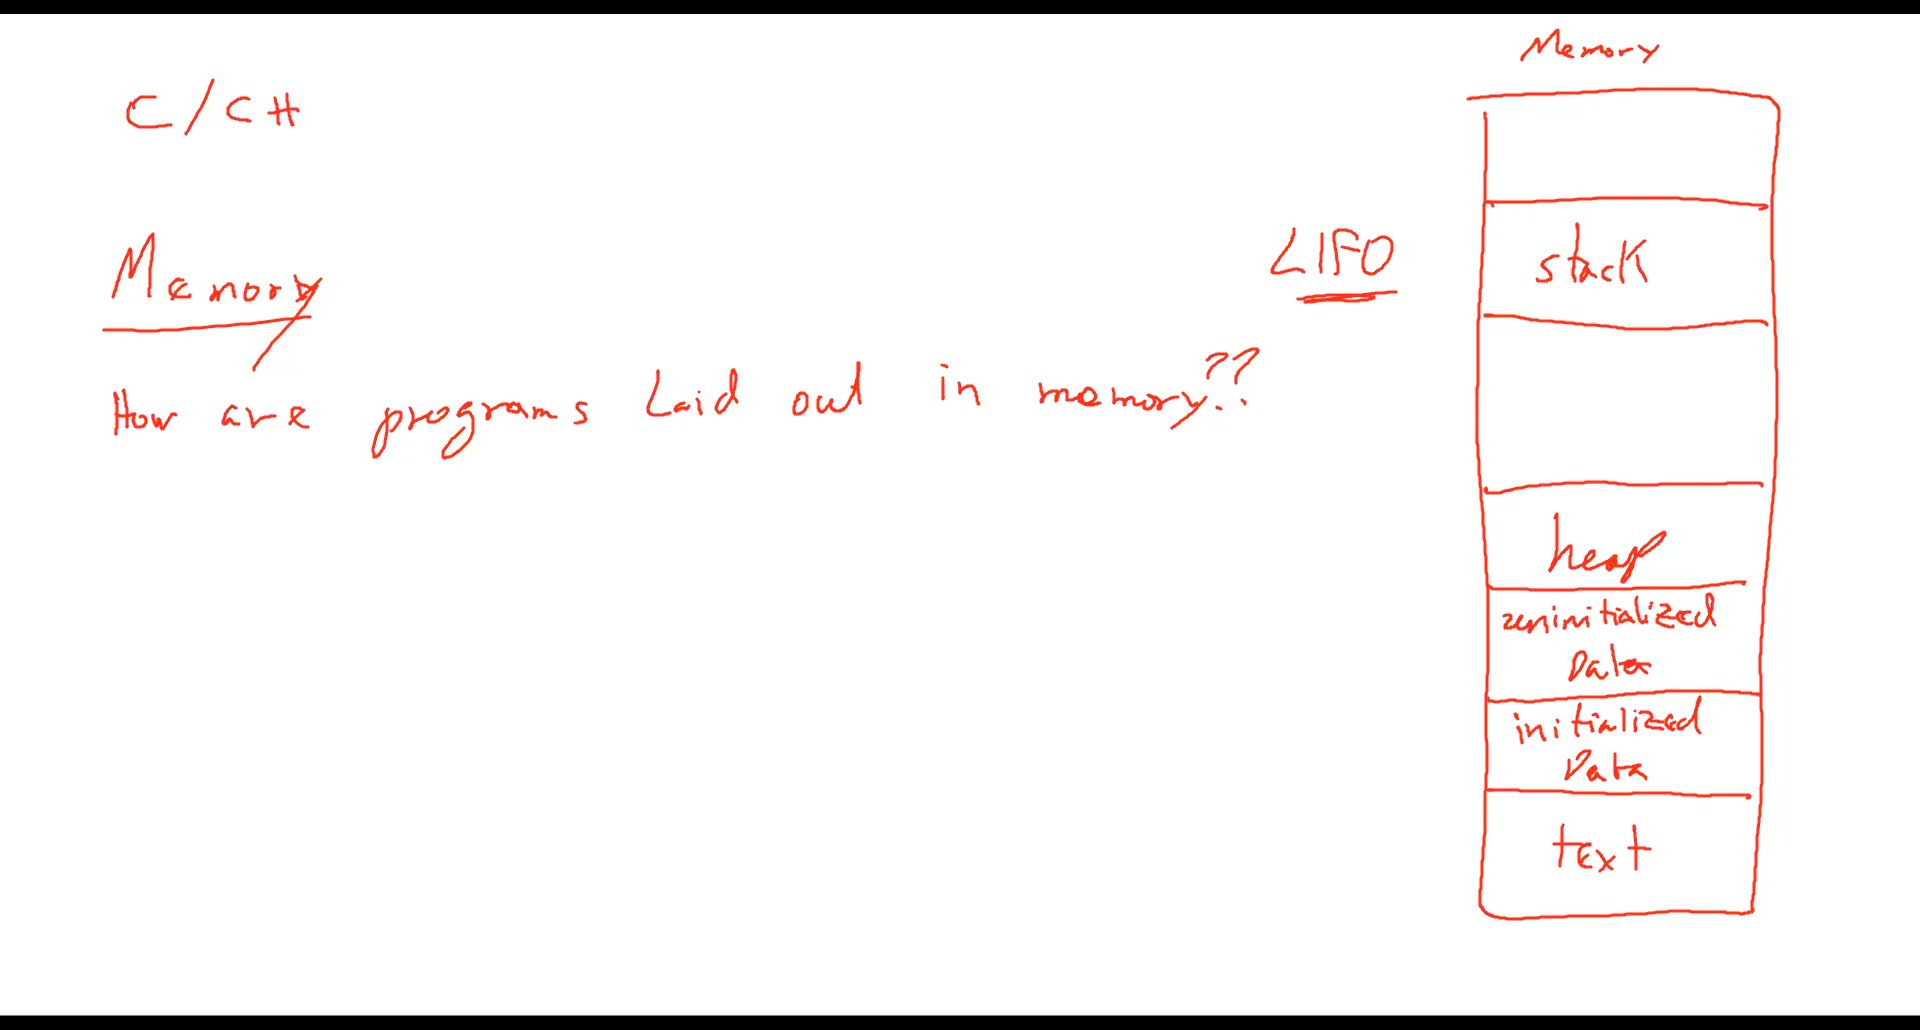 C/C++
Memory
How are programs Laid out in memory??
LIFO
Memory
stack
heap
uninitialized
Data
initialized
Data
text